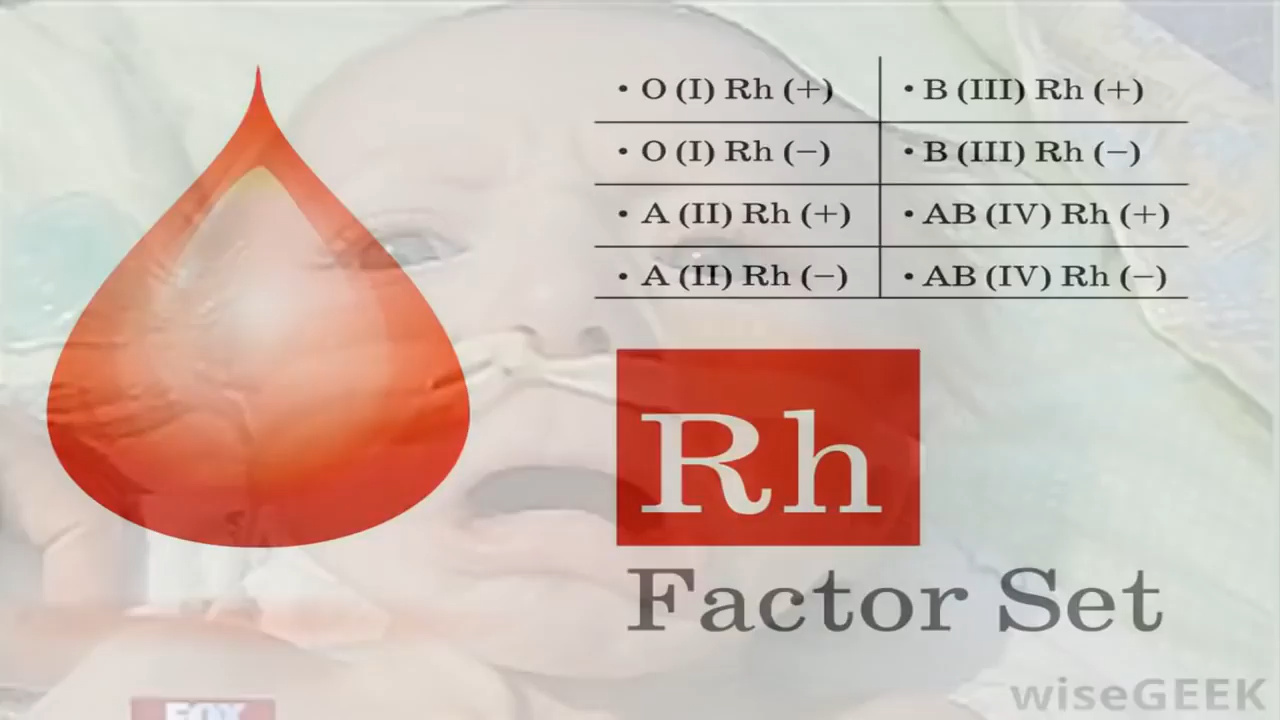 • O (I) Rh (+)
• B (III) Rh (+)
• O (I) Rh (−)
• B (III) Rh (−)
• A (II) Rh (+)
• AB (IV) Rh (+)
• A (II) Rh (−)
• AB (IV) Rh (−)
Rh
Factor Set
wiseGEEK
FOX